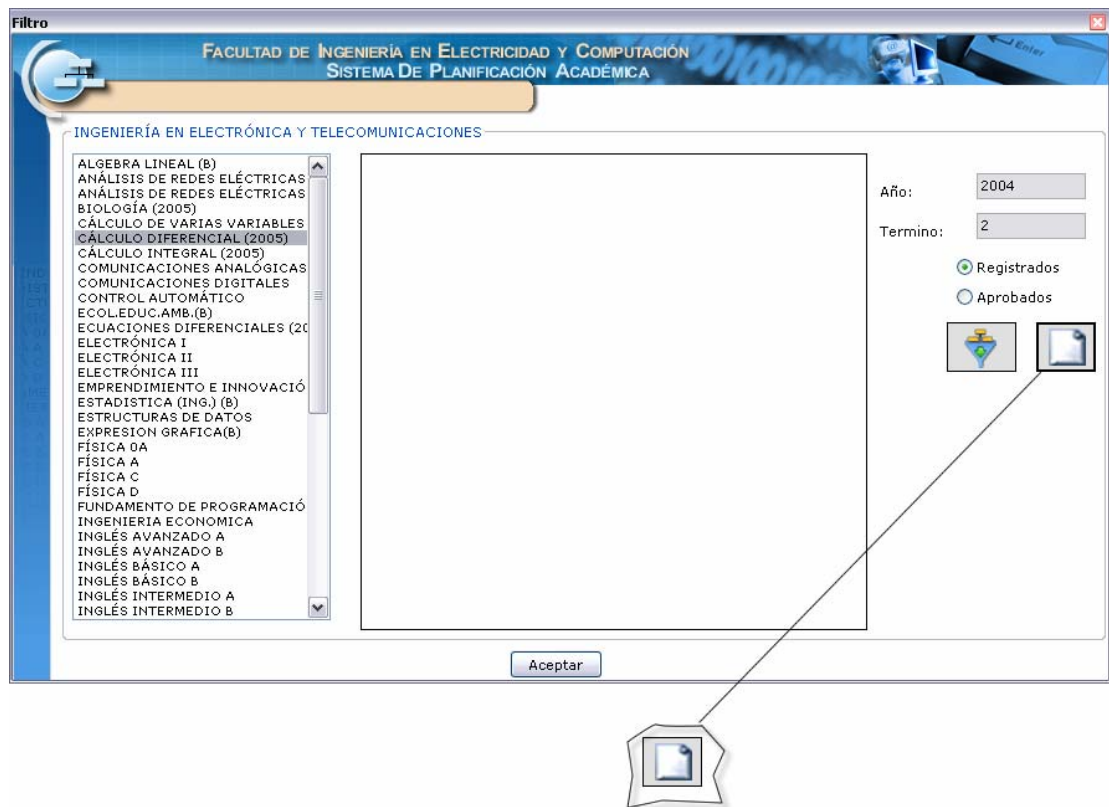 Filtro
FACULTAD DE INGENIERÍA EN ELECTRICIDAD Y COMPUTACIÓN
SISTEMA DE PLANIFICACIÓN ACADÉMICA
Enter
INGENIERÍA EN ELECTRÓNICA Y TELECOMUNICACIONES
ALGEBRA LINEAL (B)
ANÁLISIS DE REDES ELÉCTRICAS
ANÁLISIS DE REDES ELÉCTRICAS
BIOLOGÍA (2005)
CÁLCULO DE VARIAS VARIABLES
CÁLCULO DIFERENCIAL (2005)
CÁLCULO INTEGRAL (2005)
COMUNICACIONES ANALÓGICAS
COMUNICACIONES DIGITALES
CONTROL AUTOMÁTICO
ECOL.EDUC.AMB.(B)
ECUACIONES DIFERENCIALES (20
ELECTRÓNICA I
ELECTRÓNICA II
ELECTRÓNICA III
EMPRENDIMIENTO E INNOVACIÓ
ESTADISTICA (ING.) (B)
ESTRUCTURAS DE DATOS
EXPRESION GRAFICA(B)
FÍSICA 0A
FÍSICA A
FÍSICA C
FÍSICA D
FUNDAMENTO DE PROGRAMACIÓ
INGENIERIA ECONOMICA
INGLÉS AVANZADO A
INGLÉS AVANZADO B
INGLÉS BÁSICO A
INGLÉS BÁSICO B
INGLÉS INTERMEDIO A
INGLÉS INTERMEDIO B
Año: 2004
Termino: 2
Registrados
Aprobados
Aceptar